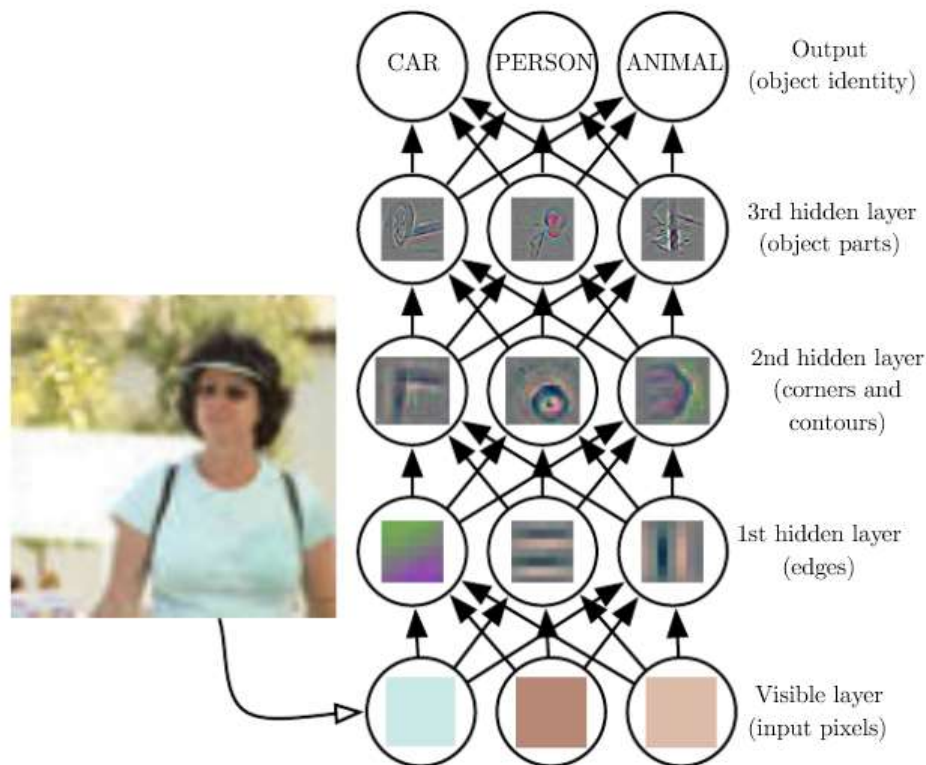 CAR
PERSON
ANIMAL
Output
(object identity)
3rd hidden layer
(object parts)
2nd hidden layer
(corners and
contours)
1st hidden layer
(edges)
Visible layer
(input pixels)